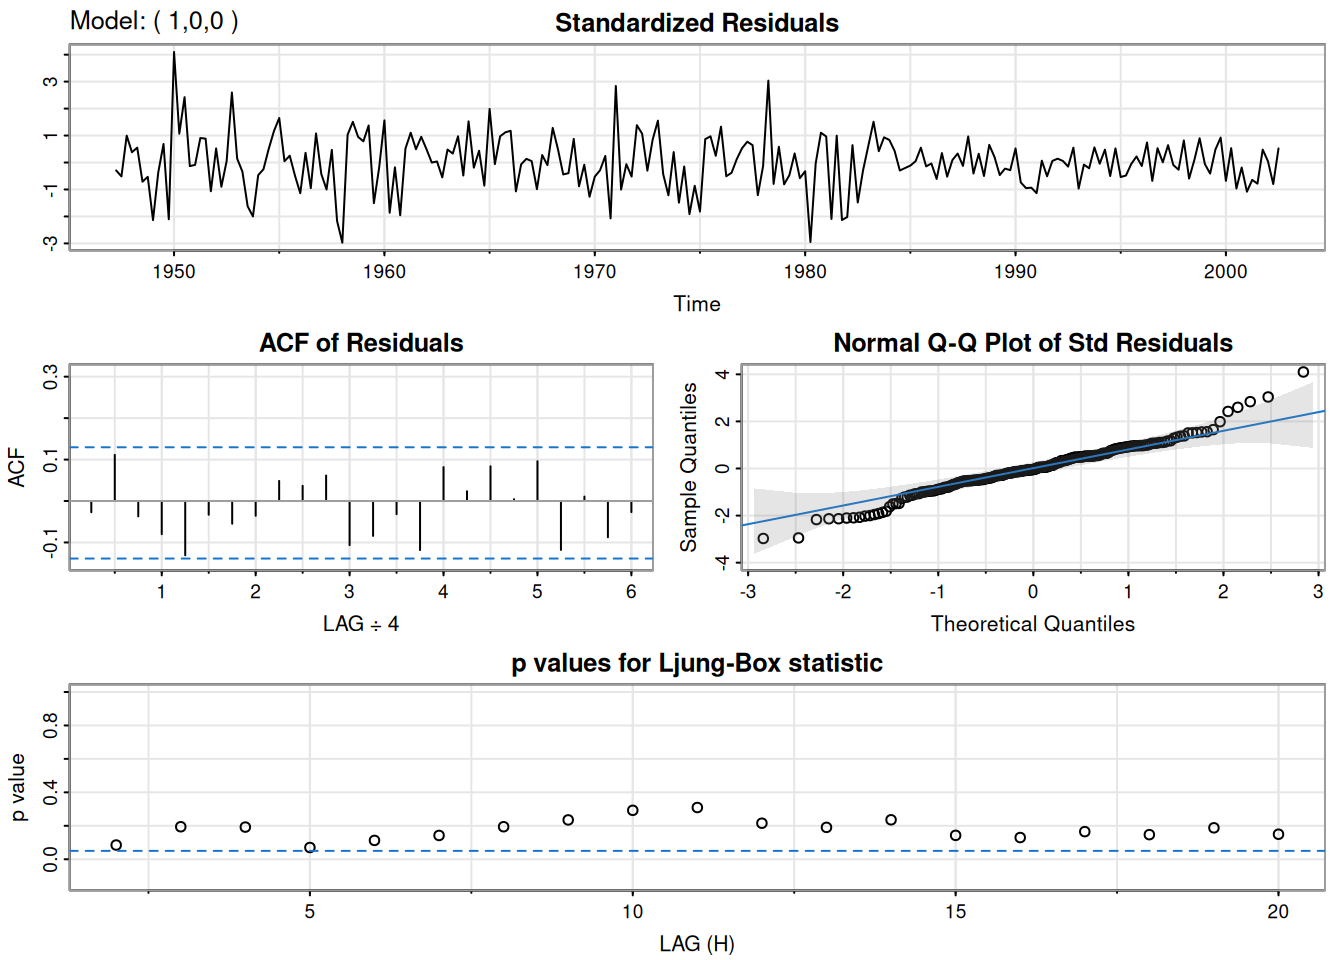 Model: ( 1,0,0 )
Standardized Residuals
3
1
-1
-3
1950 1960 1970 1980 1990 2000
Time
ACF of Residuals
ACF
0.3
0.1
-0.1
1 2 3 4 5 6
LAG ÷ 4
Normal Q-Q Plot of Std Residuals
Sample Quantiles
4
2
0
-2
-4
-3 -2 -1 0 1 2 3
Theoretical Quantiles
p values for Ljung-Box statistic
p value
0.8
0.4
0.0
5 10 15 20
LAG (H)